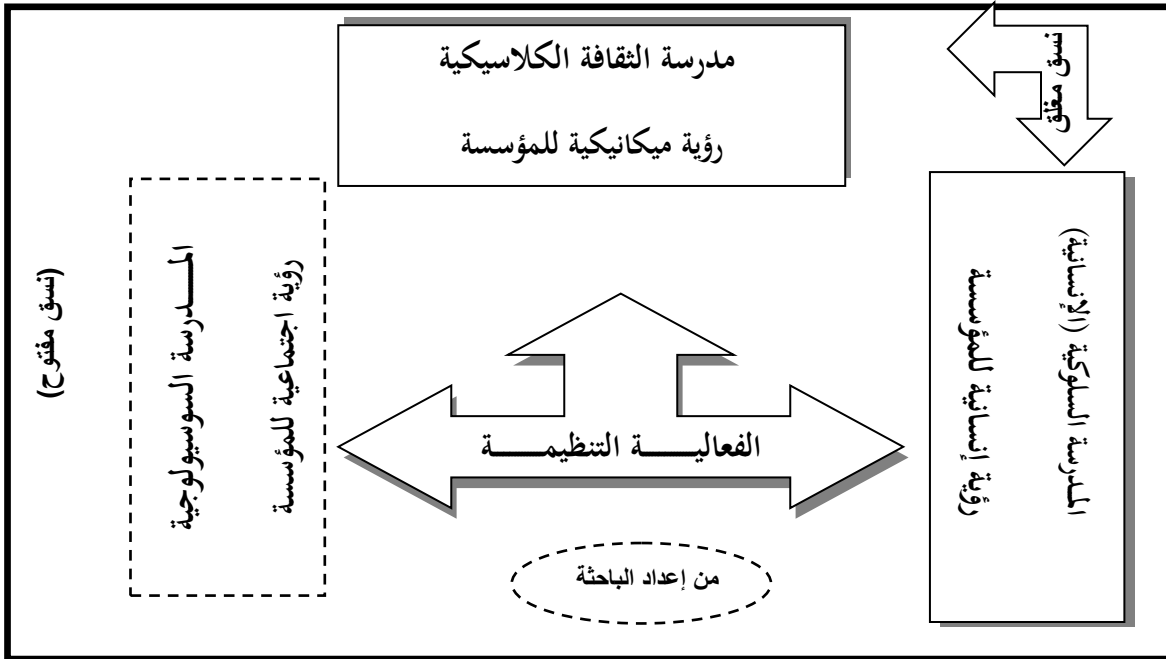 مدرسة الثقافة الكلاسيكية
رؤية ميكانيكية للمؤسسة
نسق مغلق
المدرسة السلوكية (الإنسانية)
رؤية إنسانية للمؤسسة
الفعاليـــــة التنظيمـــــة
رؤية اجتماعية للمؤسسة
المـــدرسة السوسيولوجية
(نسق مفتوح)
من إعداد الباحثة